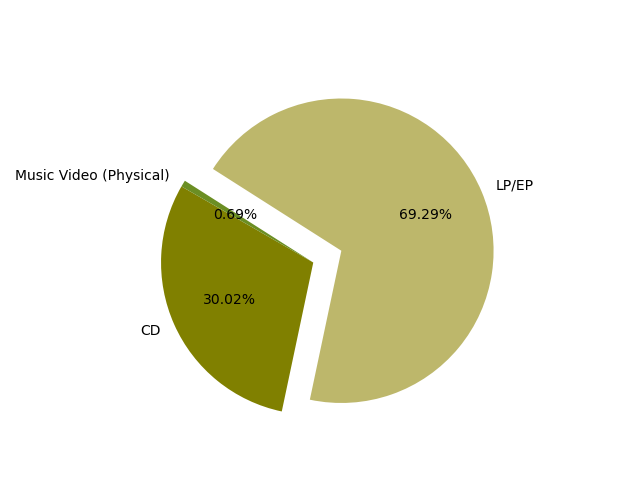 Music Video (Physical)
LP/EP
0.69%
69.29%
30.02%
CD